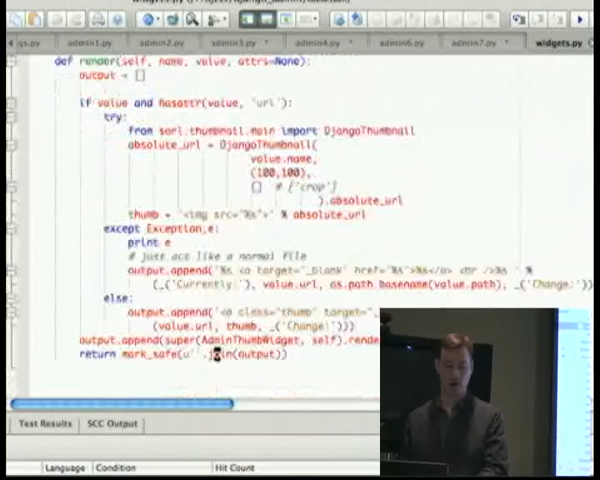 gs.py admin1.py admin2.py admin3.py admin4.py admin6.py admin7.py widgets.py
def render(self, name, value, attrs=None):
output = []
if value and hasattr(value, "url"):
try:
from sorl.thumbnail.main import DjangoThumbnail
absolute_url = DjangoThumbnail(
value.name,
(100,100),
[] # ['crop']
).absolute_url
thumb = '<img src="%s">' % absolute_url
except Exception,e:
print e
# just act like a normal file
output.append('%s <a target="_blank" href="%s">%s</a> <br />%s ' %
(_('Currently:'), value.url, os.path.basename(value.path), _('Change:'))
else:
output.append('<a class="thumb" target="_
(value.url, thumb, _('Change:')))
output.append(super(AdminThumbWidget, self).rende
return mark_safe(u''.join(output))
Test Results SCC Output
Language Condition Hit Count